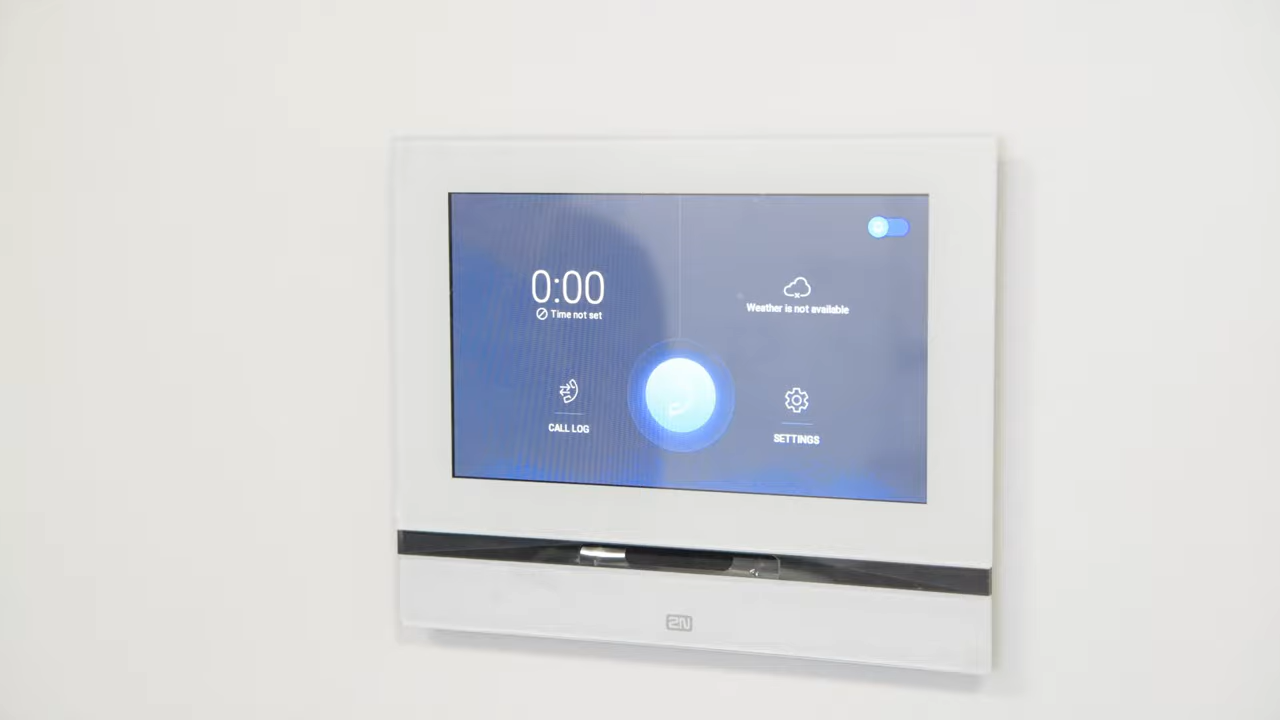 0:00
Time not set
Weather is not available
CALL LOG
SETTINGS
2N